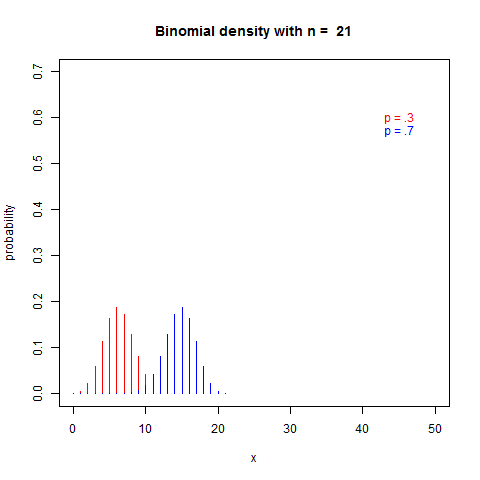 Binomial density with n =  21
0.7
0.6
0.5
0.4
0.3
0.2
0.1
0.0
probability
p = .3
p = .7
0 10 20 30 40 50
x